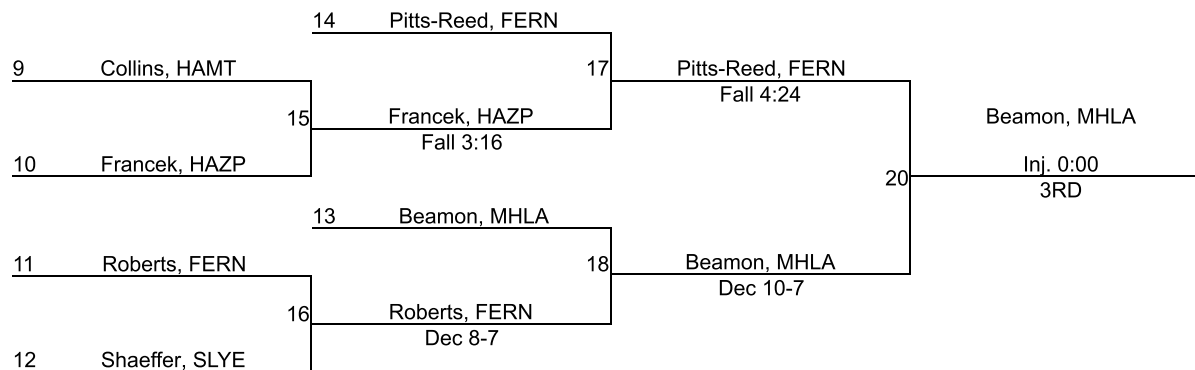 14 Pitts-Reed, FERN
9 Collins, HAMT
17 Pitts-Reed, FERN
Fall 4:24
15 Francek, HAZP
Fall 3:16
Beamon, MHLA
10 Francek, HAZP
Inj. 0:00
20
3RD
13 Beamon, MHLA
11 Roberts, FERN
18 Beamon, MHLA
Dec 10-7
16 Roberts, FERN
Dec 8-7
12 Shaeffer, SLYE